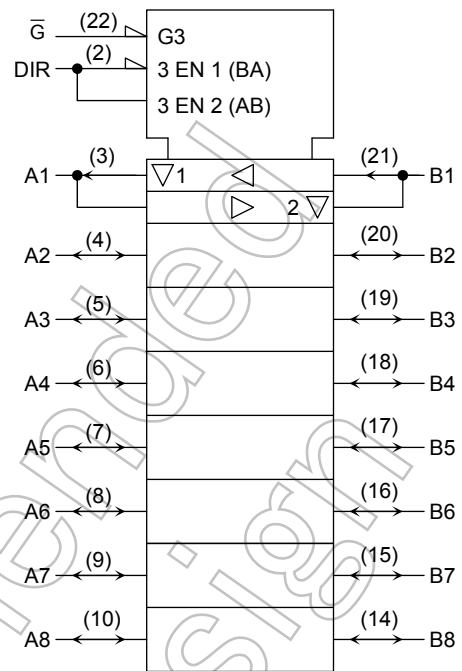 G̅ (22) G3
DIR (2) 3 EN 1 (BA)
3 EN 2 (AB)
A1 (3) 1 (21) B1
2
A2 (4) (20) B2
A3 (5) (19) B3
A4 (6) (18) B4
A5 (7) (17) B5
A6 (8) (16) B6
A7 (9) (15) B7
A8 (10) (14) B8
ended
sign